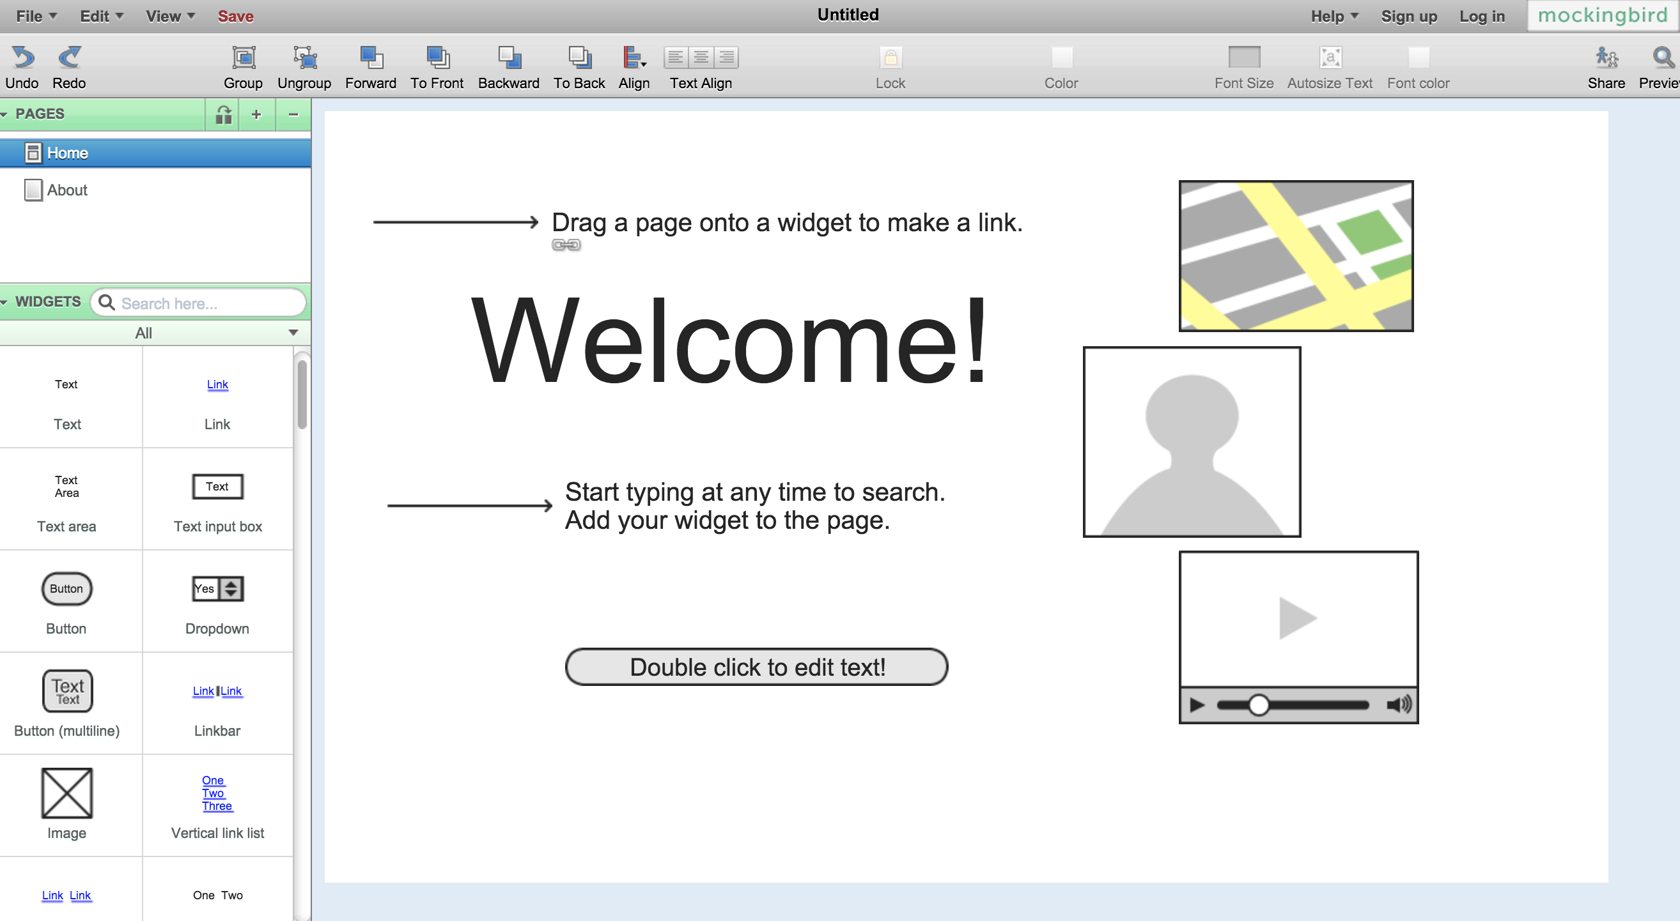 File Edit View Save
Untitled
Help Sign up Log in mockingbird
Undo Redo Group Ungroup Forward To Front Backward To Back Align Text Align Lock Color Font Size Autosize Text Font color Share Previe
PAGES + −
Home
About
WIDGETS Search here...
All
Text Link
Text Link
Text
Area
Text
Text area Text input box
Button Yes
Button Dropdown
Text
Text
Link Link
Button (multiline) Linkbar
One
Two
Three
Image Vertical link list
Link Link One Two
Drag a page onto a widget to make a link.
Welcome!
Start typing at any time to search.
Add your widget to the page.
Double click to edit text!